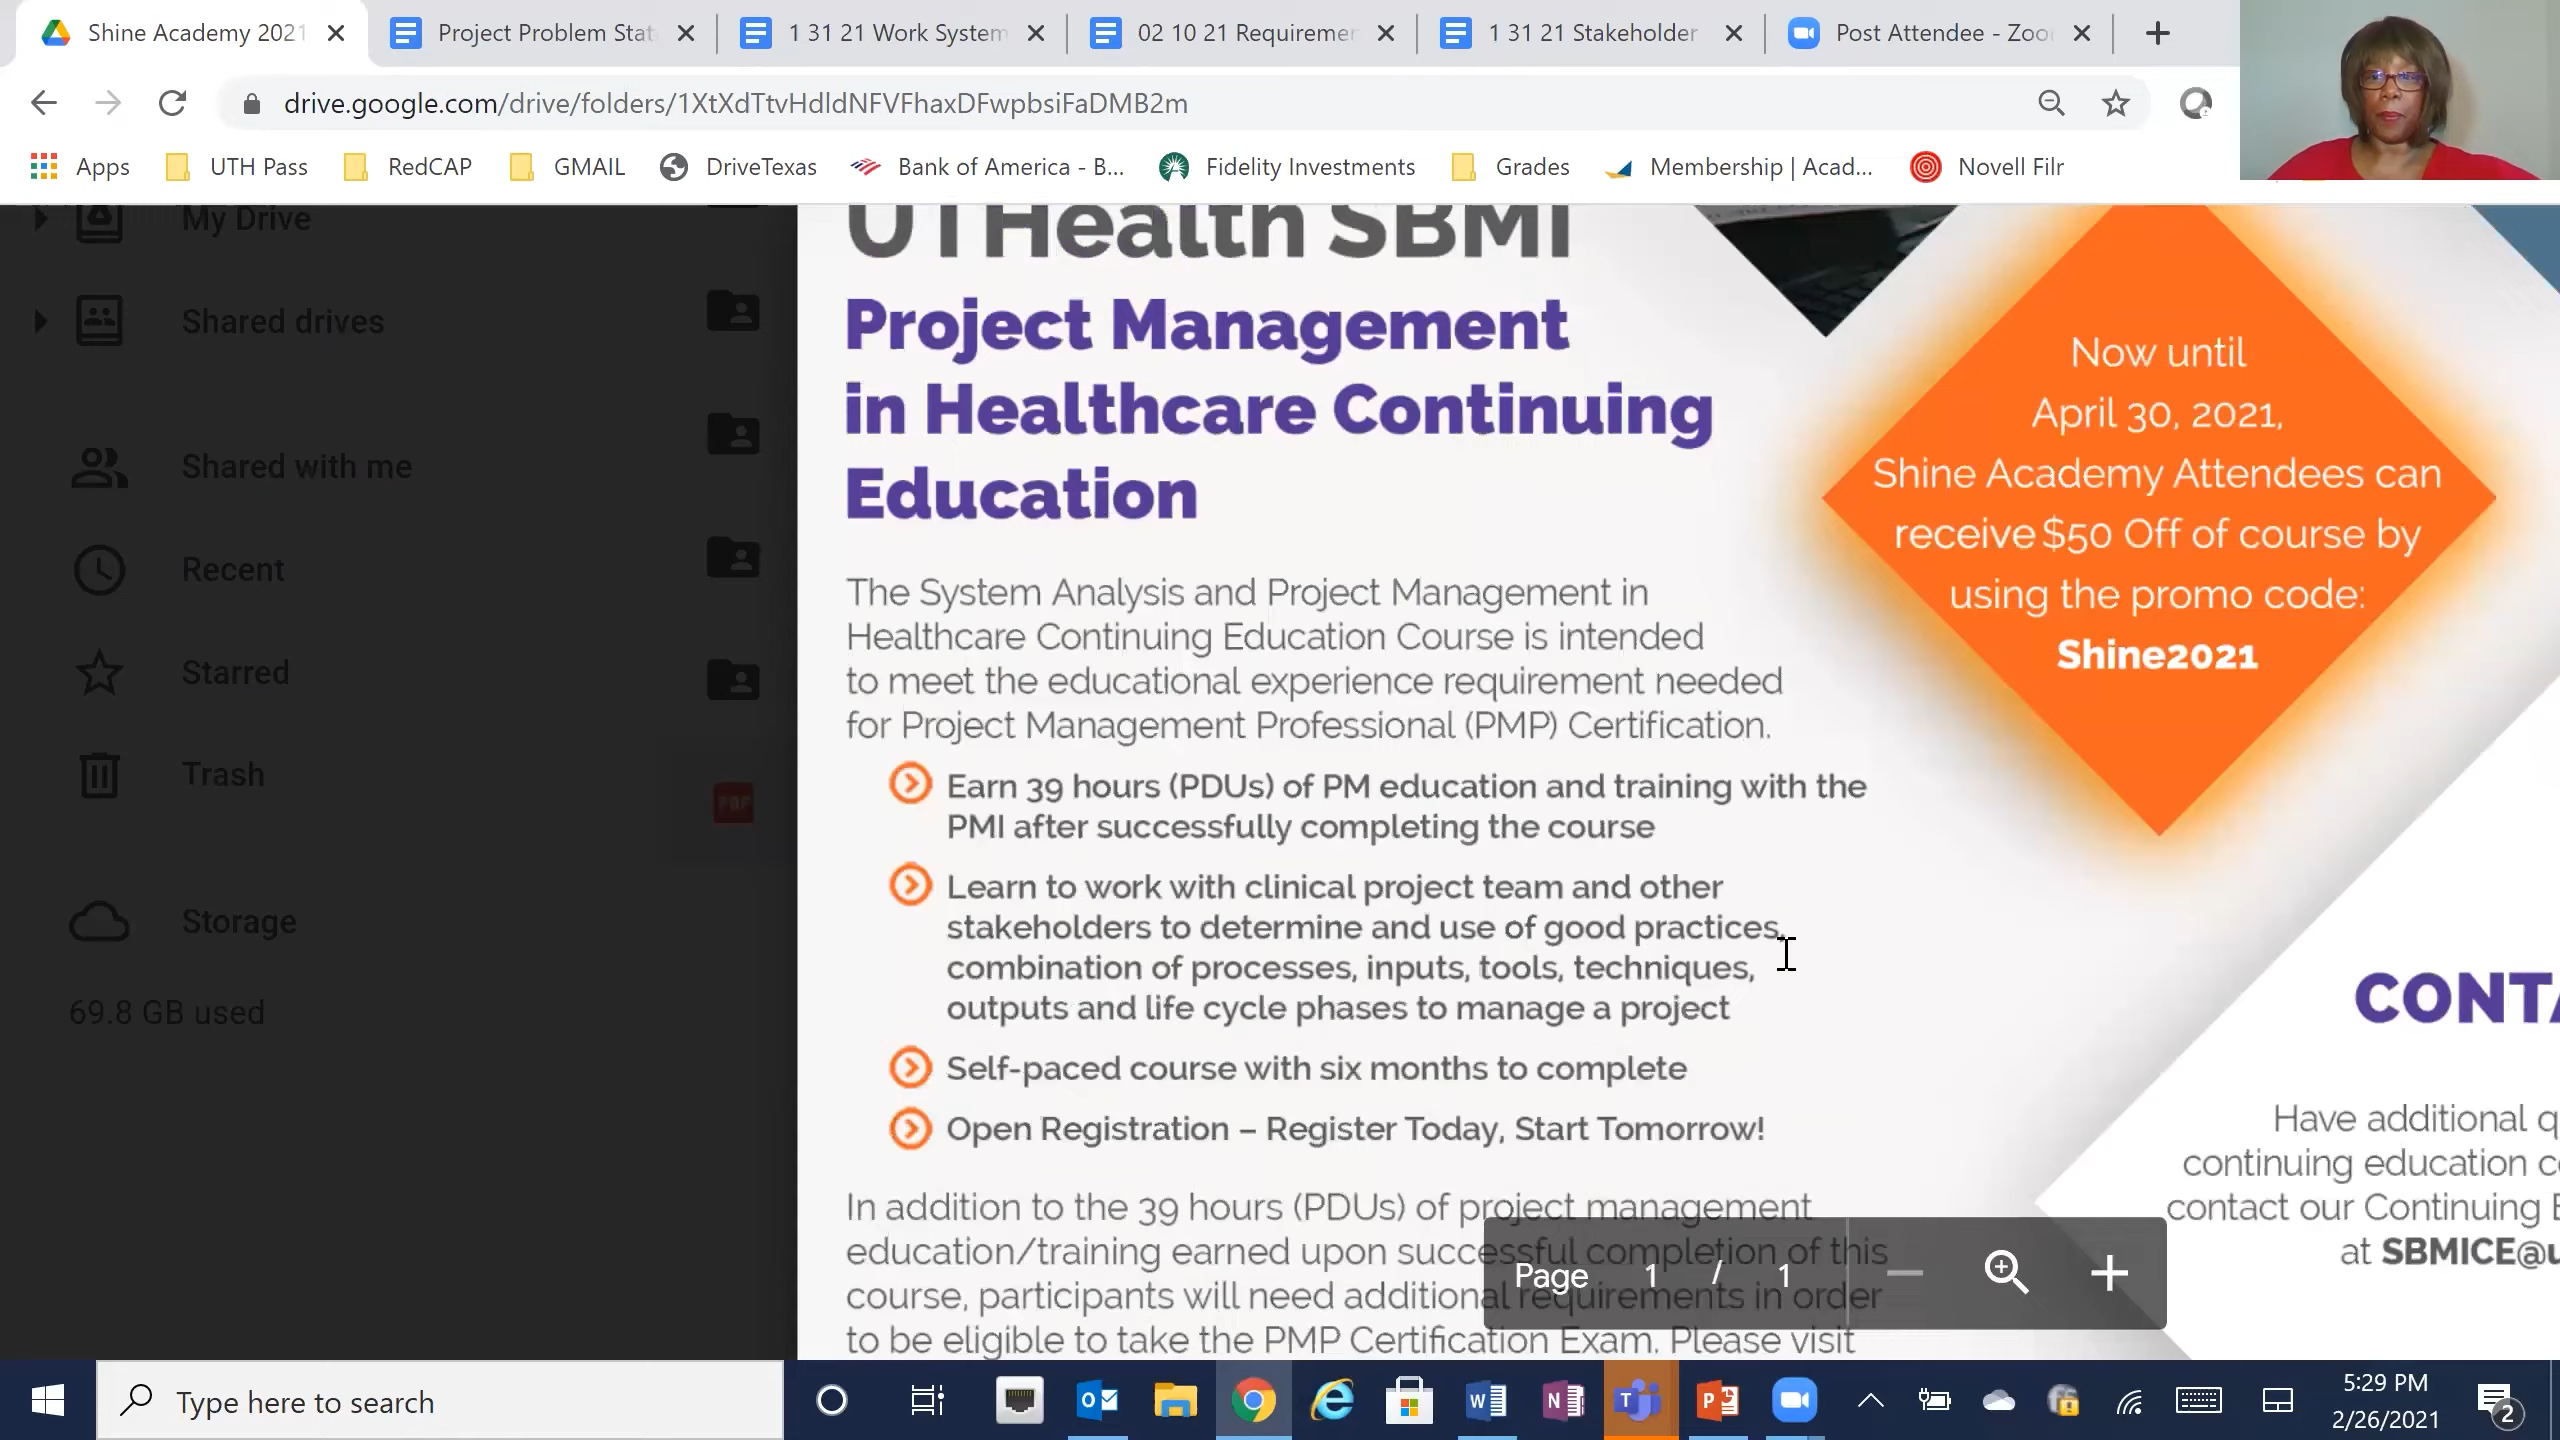 Shine Academy 2021
Project Problem Stat
1 31 21 Work System
02 10 21 Requiremen
1 31 21 Stakeholder
Post Attendee - Zoo
drive.google.com/drive/folders/1XtXdTtvHdldNFVFhaxDFwpbsiFaDMB2m
Apps
UTH Pass
RedCAP
GMAIL
DriveTexas
Bank of America - B...
Fidelity Investments
Grades
Membership | Acad...
Novell Filr
My Drive
Shared drives
Shared with me
Recent
Starred
Trash
Storage
69.8 GB used
PDF
UTHealth SBMI
Project Management
in Healthcare Continuing
Education
The System Analysis and Project Management in
Healthcare Continuing Education Course is intended
to meet the educational experience requirement needed
for Project Management Professional (PMP) Certification.
Earn 39 hours (PDUs) of PM education and training with the
PMI after successfully completing the course
Learn to work with clinical project team and other
stakeholders to determine and use of good practices,
combination of processes, inputs, tools, techniques,
outputs and life cycle phases to manage a project
Self-paced course with six months to complete
Open Registration – Register Today, Start Tomorrow!
In addition to the 39 hours (PDUs) of project management
education/training earned upon successful completion of this
course, participants will need additional requirements in order
to be eligible to take the PMP Certification Exam. Please visit
Now until
April 30, 2021,
Shine Academy Attendees can
receive $50 Off of course by
using the promo code:
Shine2021
CONTA
Have additional q
continuing education c
contact our Continuing E
at SBMICE@u
Page 1 / 1
Type here to search
5:29 PM
2/26/2021
2